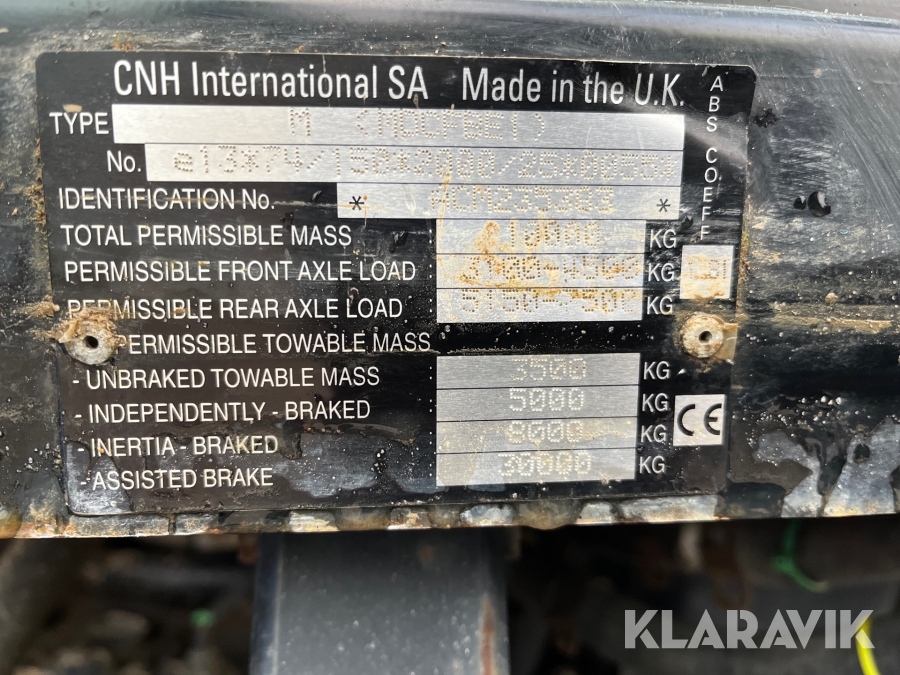 CNH International SA Made in the U.K.
TYPE M
No.
IDENTIFICATION No. * ACM235363 *
TOTAL PERMISSIBLE MASS 10000 KG
PERMISSIBLE FRONT AXLE LOAD KG
PERMISSIBLE REAR AXLE LOAD KG
PERMISSIBLE TOWABLE MASS
- UNBRAKED TOWABLE MASS 3500 KG
- INDEPENDENTLY - BRAKED 5000 KG
- INERTIA - BRAKED 8000 KG
- ASSISTED BRAKE 30000 KG
ABS COEFF
CE
KLARAVIK